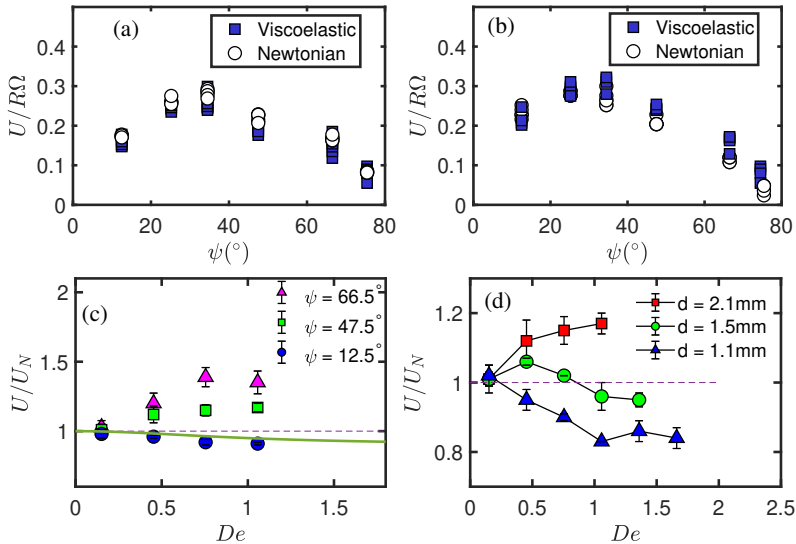 (a)
Viscoelastic
Newtonian
U/RΩ
0.4
0.3
0.2
0.1
0
0 20 40 60 80
ψ(°)
(b)
Viscoelastic
Newtonian
U/RΩ
0.4
0.3
0.2
0.1
0
0 20 40 60 80
ψ(°)
(c)
ψ = 66.5°
ψ = 47.5°
ψ = 12.5°
U/U_N
2
1.5
1
0 0.5 1 1.5
De
(d)
d = 2.1mm
d = 1.5mm
d = 1.1mm
U/U_N
1.2
1
0.8
0 0.5 1 1.5 2 2.5
De